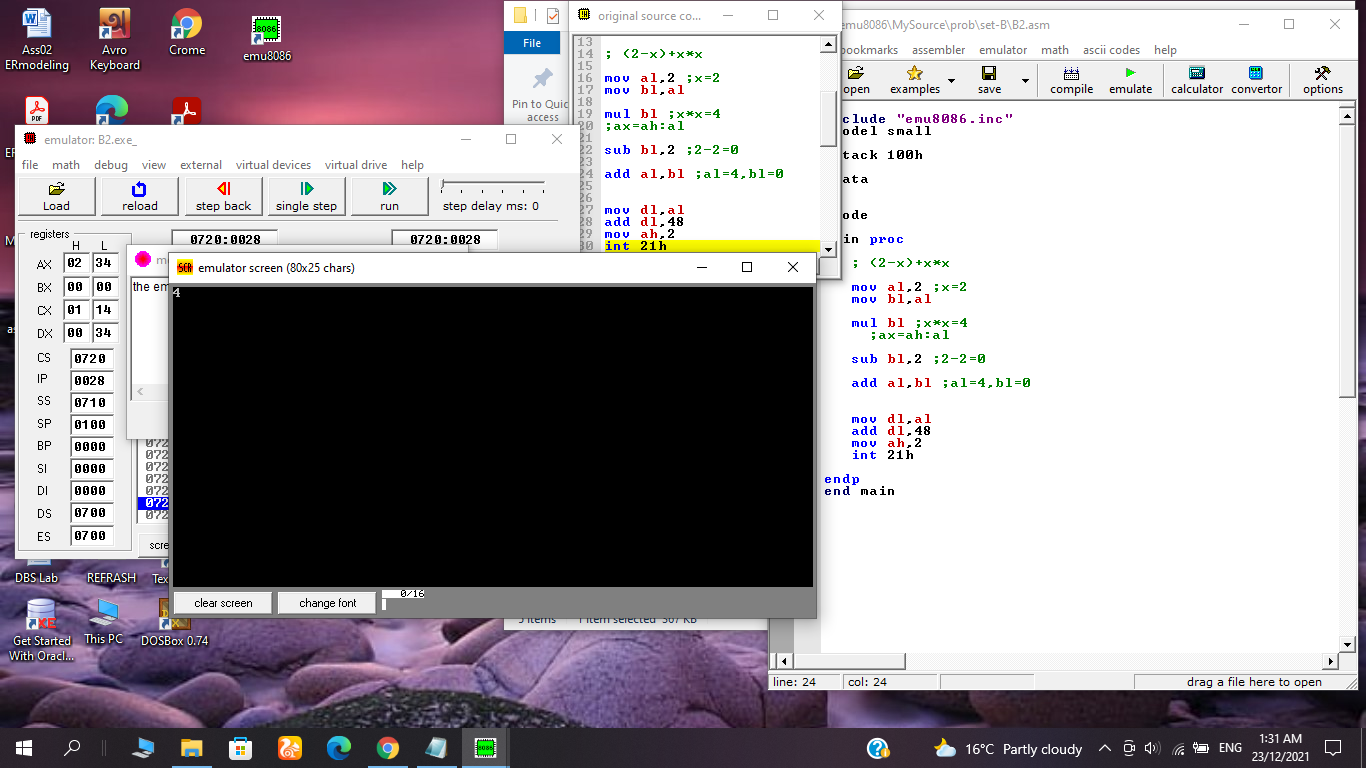 Ass02
ERmodeling
Avro
Keyboard
Crome
emu8086
8086
PDF
File
Pin to Quic
access
original source co...
13
14 ; (2-x)+x*x
15
16 mov al,2 ;x=2
17 mov bl,al
18
19 mul bl ;x*x=4
20 ;ax=ah:al
21
22 sub bl,2 ;2-2=0
23
24 add al,bl ;al=4,bl=0
25
27 mov dl,al
28 add dl,48
29 mov ah,2
30 int 21h
emu8086\MySource\prob\set-B\B2.asm
bookmarks assembler emulator math ascii codes help
open examples save compile emulate calculator convertor options
clude "emu8086.inc"
odel small
tack 100h
ata
ode
in proc
; (2-x)+x*x
mov al,2 ;x=2
mov bl,al
mul bl ;x*x=4
;ax=ah:al
sub bl,2 ;2-2=0
add al,bl ;al=4,bl=0
mov dl,al
add dl,48
mov ah,2
int 21h
endp
end main
line: 24 col: 24 drag a file here to open
emulator: B2.exe_
file math debug view external virtual devices virtual drive help
Load reload step back single step run step delay ms: 0
registers
H L
0720:0028 0720:0028
AX 02 34
BX 00 00
CX 01 14
DX 00 34
CS 0720
IP 0028
SS 0710
SP 0100
BP 0000
SI 0000
DI 0000
DS 0700
ES 0700
the em
072
072
072
072
072
072
072
scre
SCR emulator screen (80x25 chars)
4
clear screen change font 0/16
5 items 1 item selected 507 KB
DBS Lab
REFRASH
Tex
XE
Get Started
With Oracl...
This PC
DOSBox 0.74
8086
16°C Partly cloudy
ENG
1:31 AM
23/12/2021